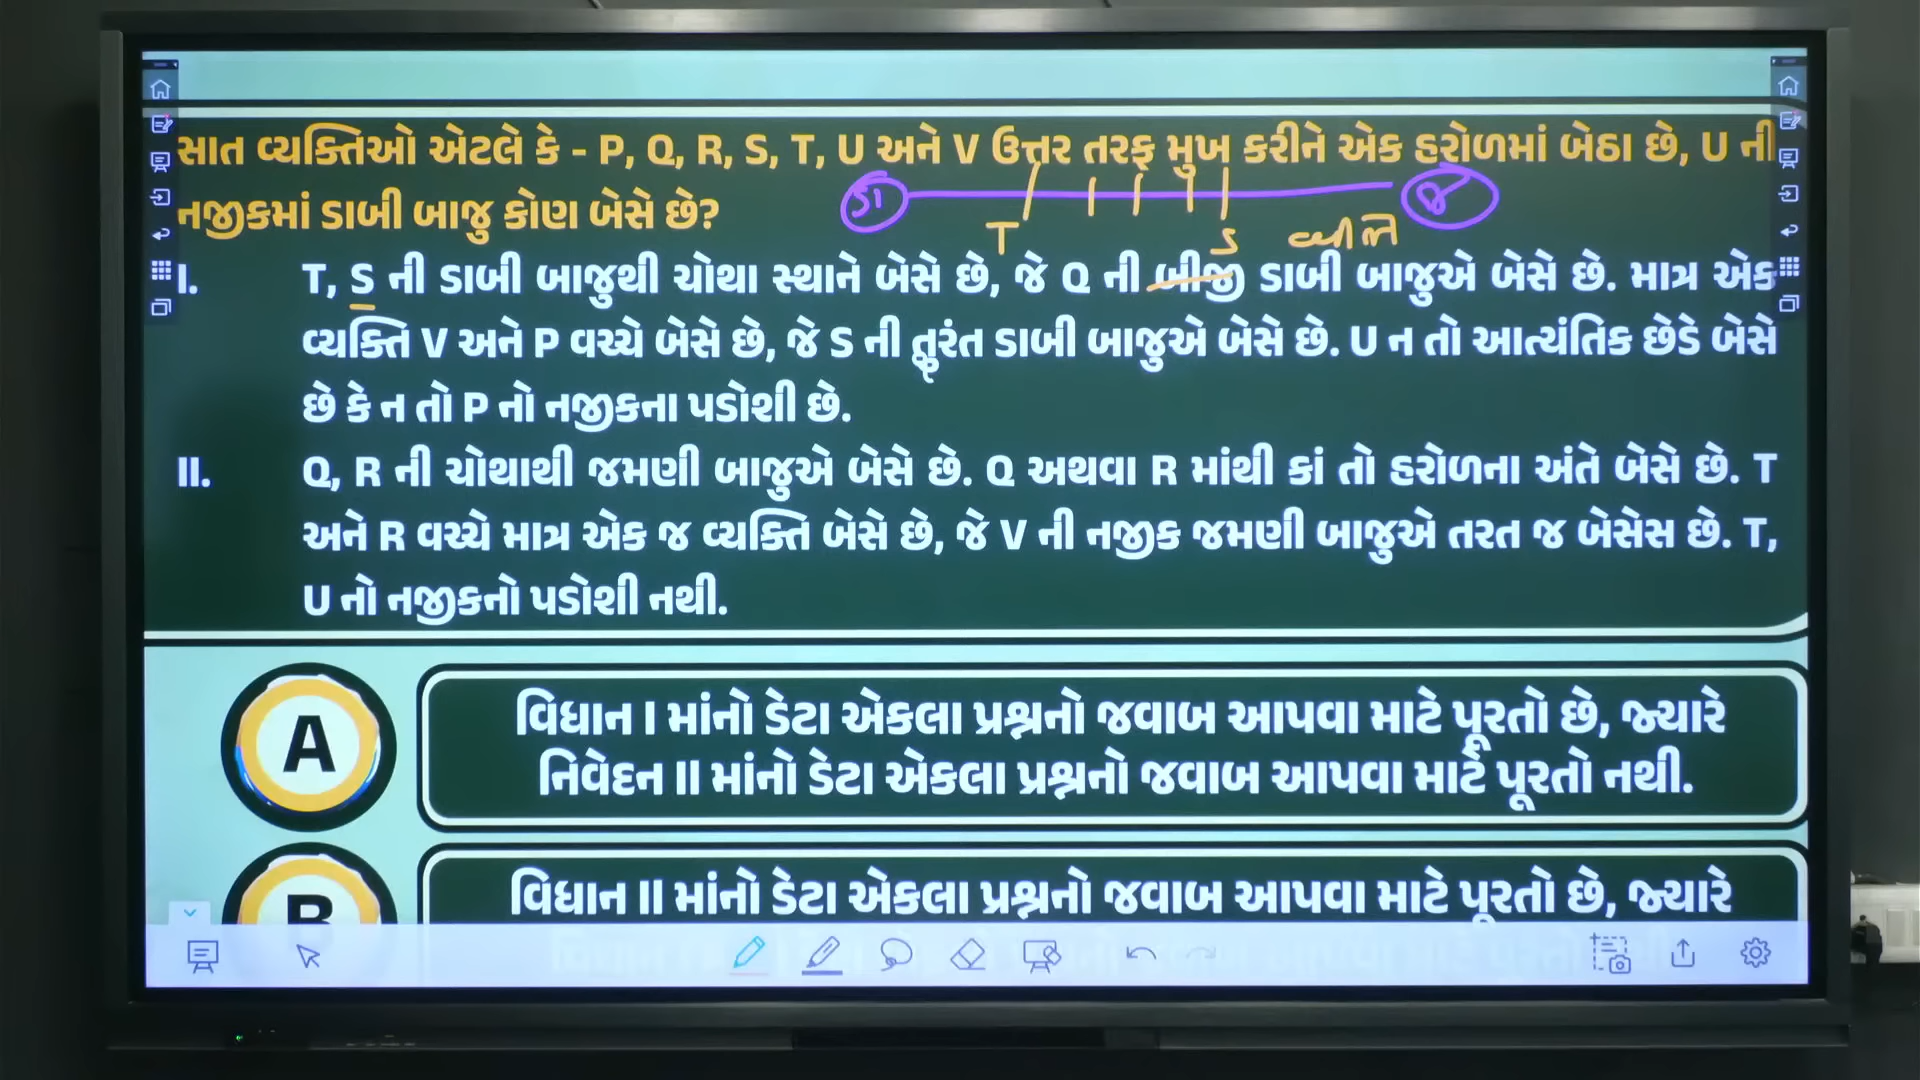 સાત વ્યક્તિઓ એટલે કે - P, Q, R, S, T, U અને V ઉત્તર તરફ મુખ કરીને એક હરોળમાં બેઠા છે, U ની
નજીકમાં ડાબી બાજુ કોણ બેસે છે?
ડા
જ
T
S
I. T, S ની ડાબી બાજુથી ચોથા સ્થાને બેસે છે, જે Q ની બીજી ડાબી બાજુએ બેસે છે. માત્ર એક
વ્યક્તિ V અને P વચ્ચે બેસે છે, જે S ની તુરંત ડાબી બાજુએ બેસે છે. U ન તો આત્યંતિક છેડે બેસે
છે કે ન તો P નો નજીકના પડોશી છે.
II. Q, R ની ચોથાથી જમણી બાજુએ બેસે છે. Q અથવા R માંથી કાં તો હરોળના અંતે બેસે છે. T
અને R વચ્ચે માત્ર એક જ વ્યક્તિ બેસે છે, જે V ની નજીક જમણી બાજુએ તરત જ બેસેસ છે. T,
U નો નજીકનો પડોશી નથી.
A
વિધાન I માંનો ડેટા એકલા પ્રશ્નનો જવાબ આપવા માટે પૂરતો છે, જ્યારે
નિવેદન II માંનો ડેટા એકલા પ્રશ્નનો જવાબ આપવા માટે પૂરતો નથી.
B
વિધાન II માંનો ડેટા એકલા પ્રશ્નનો જવાબ આપવા માટે પૂરતો છે, જ્યારે